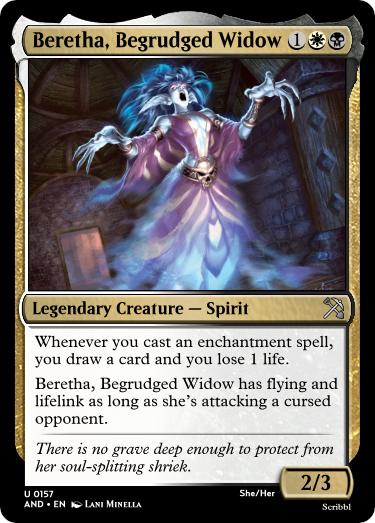 Beretha, Begrudged Widow 1
Legendary Creature — Spirit
Whenever you cast an enchantment spell,
you draw a card and you lose 1 life.
Beretha, Begrudged Widow has flying and
lifelink as long as she's attacking a cursed
opponent.
There is no grave deep enough to protect from
her soul-splitting shriek.
2/3
U 0157
She/Her
AND • EN Lani Minella
Scribbl